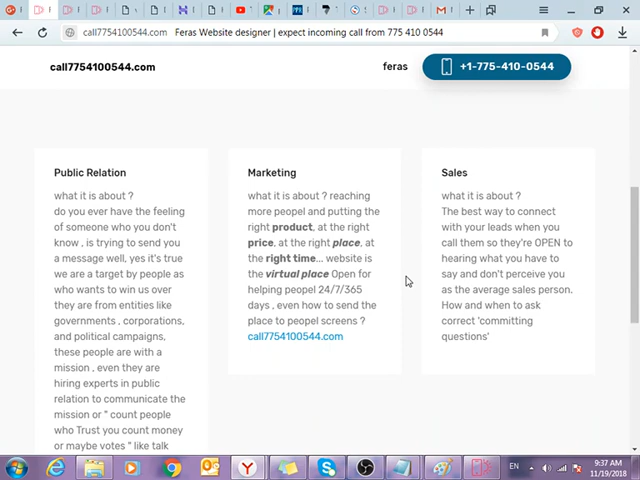 call7754100544.com Feras Website designer | expect incoming call from 775 410 0544
call7754100544.com
feras
+1-775-410-0544
Public Relation
what it is about ?
do you ever have the feeling
of someone who you don't
know , is trying to send you
a message well, yes it's true
we are a target by people as
who wants to win us over
they are from entities like
governments , corporations,
and political campaigns,
these people are with a
mission , even they are
hiring experts in public
relation to communicate the
mission or " count people
who Trust you count money
or maybe votes " like talk
Marketing
what it is about ? reaching
more peopel and putting the
right product, at the right
price, at the right place, at
the right time... website is
the virtual place Open for
helping peopel 24/7/365
days , even how to send the
place to peopel screens ?
call7754100544.com
Sales
what it is about ?
The best way to connect
with your leads when you
call them so they're OPEN to
hearing what you have to
say and don't perceive you
as the average sales person.
How and when to ask
correct 'committing
questions'
EN
9:37 AM
11/19/2018